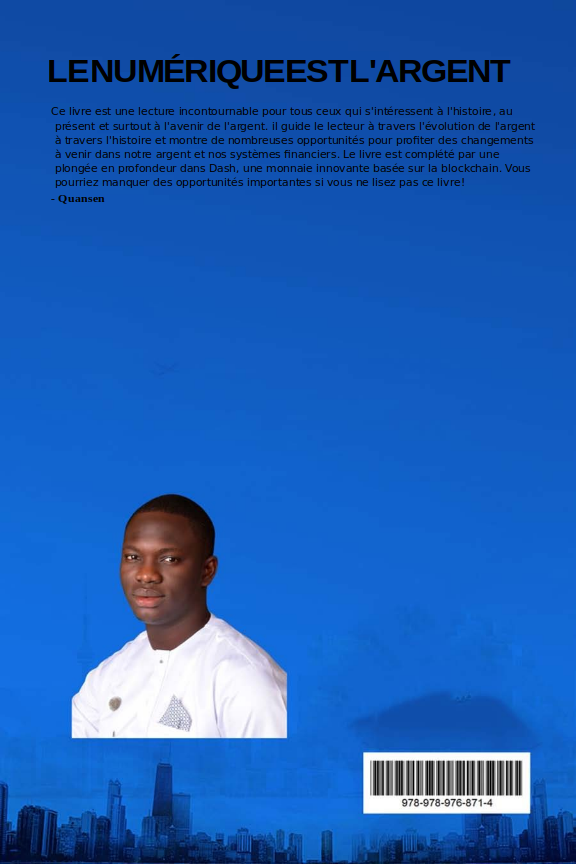 LE NUMÉRIQUE EST L'ARGENT
Ce livre est une lecture incontournable pour tous ceux qui s'intéressent à l'histoire, au
présent et surtout à l'avenir de l'argent. il guide le lecteur à travers l'évolution de l'argent
à travers l'histoire et montre de nombreuses opportunités pour profiter des changements
à venir dans notre argent et nos systèmes financiers. Le livre est complété par une
plongée en profondeur dans Dash, une monnaie innovante basée sur la blockchain. Vous
pourriez manquer des opportunités importantes si vous ne lisez pas ce livre!
- Quansen
978-978-976-871-4